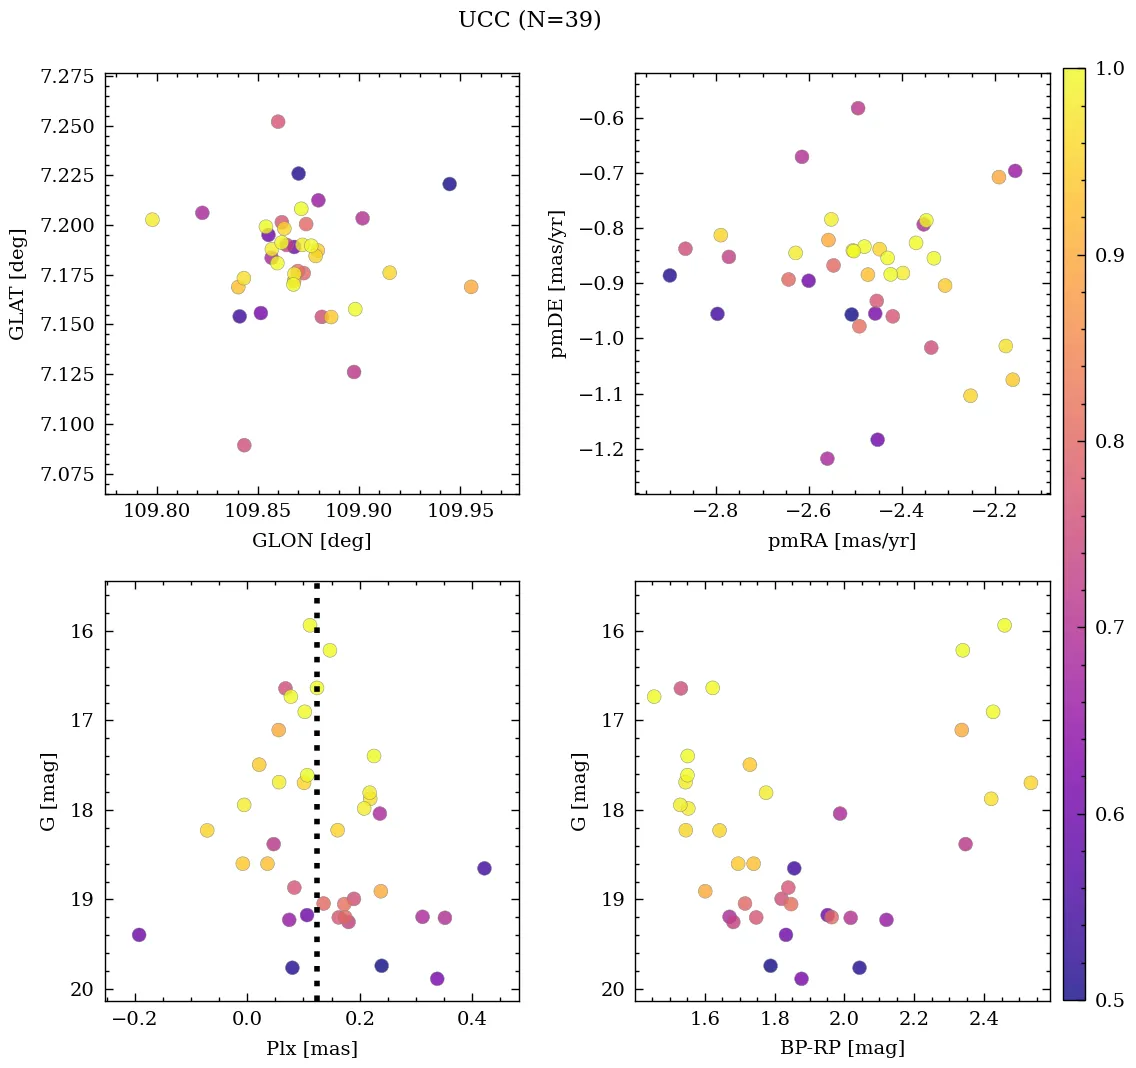 UCC (N=39)
7.275
7.250
7.225
7.200
7.175
7.150
7.125
7.100
7.075
GLAT [deg]
109.80 109.85 109.90 109.95
GLON [deg]
−0.6
−0.7
−0.8
−0.9
−1.0
−1.1
−1.2
pmDE [mas/yr]
−2.8 −2.6 −2.4 −2.2
pmRA [mas/yr]
16
17
18
19
20
G [mag]
−0.2 0.0 0.2 0.4
Plx [mas]
16
17
18
19
20
G [mag]
1.6 1.8 2.0 2.2 2.4
BP-RP [mag]
1.0
0.9
0.8
0.7
0.6
0.5